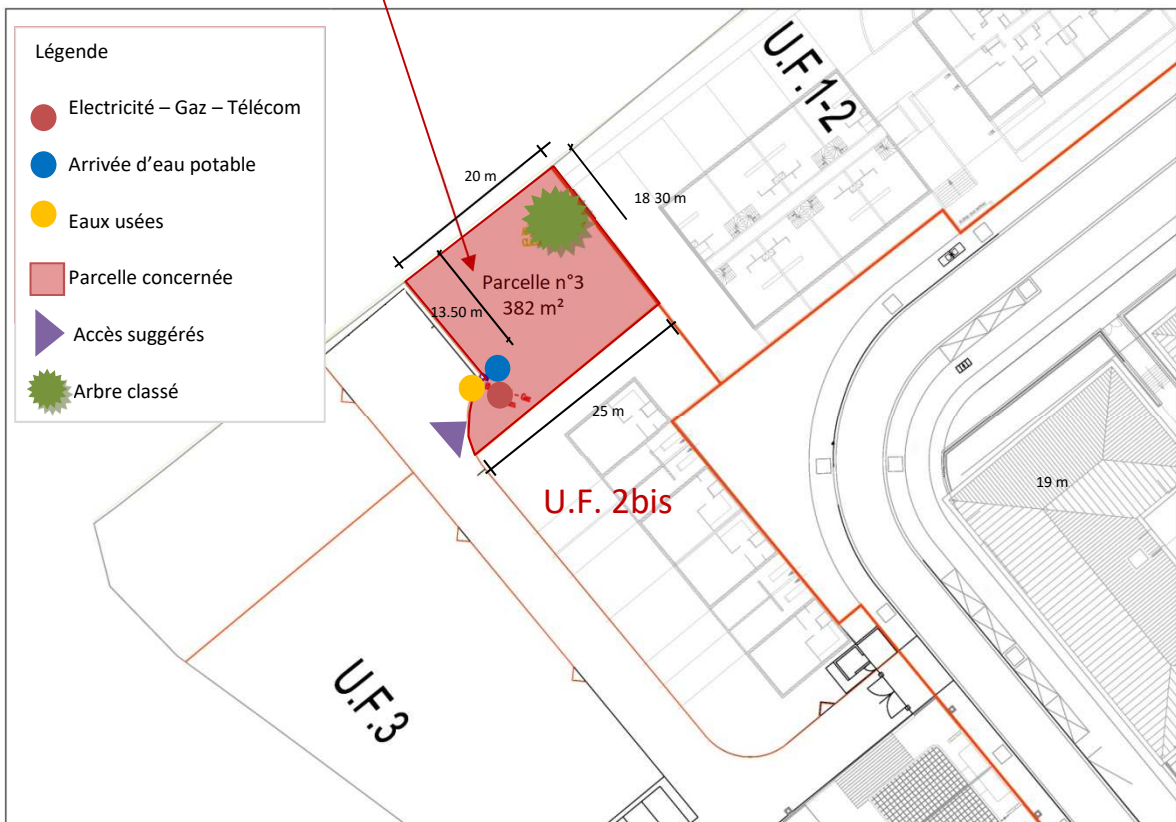 Légende
Electricité – Gaz – Télécom
Arrivée d'eau potable
Eaux usées
Parcelle concernée
Accès suggérés
Arbre classé
U.F.1-2
20 m
18 30 m
Parcelle n°3
382 m²
13.50 m
25 m
U.F. 2bis
19 m
U.F.3